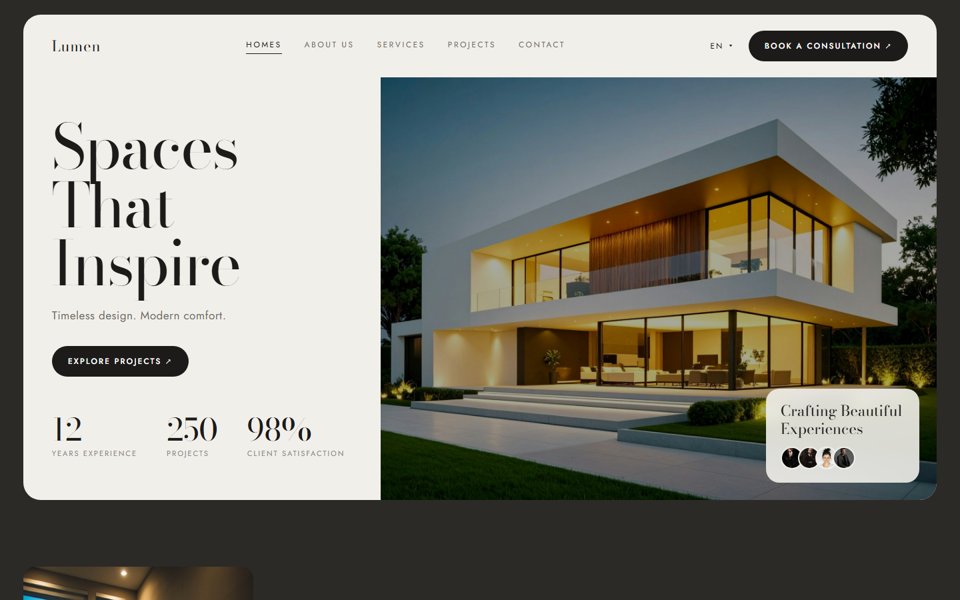 Lumen
HOMES
ABOUT US
SERVICES
PROJECTS
CONTACT
EN
BOOK A CONSULTATION ↗
Spaces
That
Inspire
Timeless design. Modern comfort.
EXPLORE PROJECTS ↗
12
YEARS EXPERIENCE
250
PROJECTS
98%
CLIENT SATISFACTION
Crafting Beautiful
Experiences